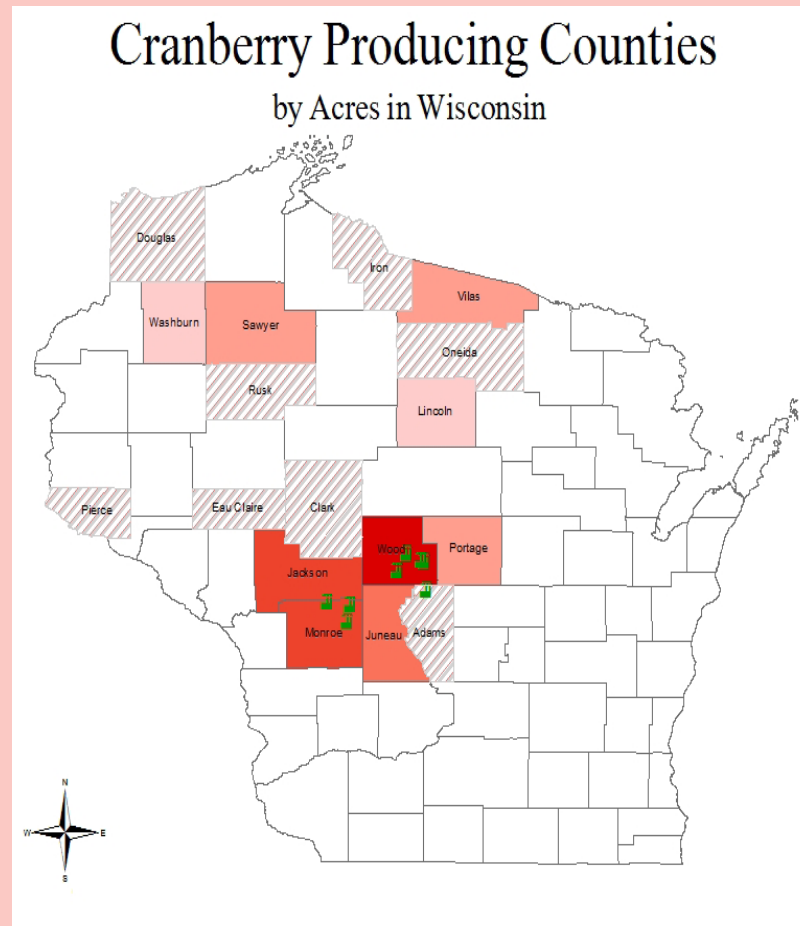 Cranberry Producing Counties
by Acres in Wisconsin
Douglas
Iron
Vilas
Washburn
Sawyer
Oneida
Rusk
Lincoln
Pierce
Eau Claire
Clark
Wood
Portage
Jackson
Monroe
Juneau
Adams
N
W
E
S